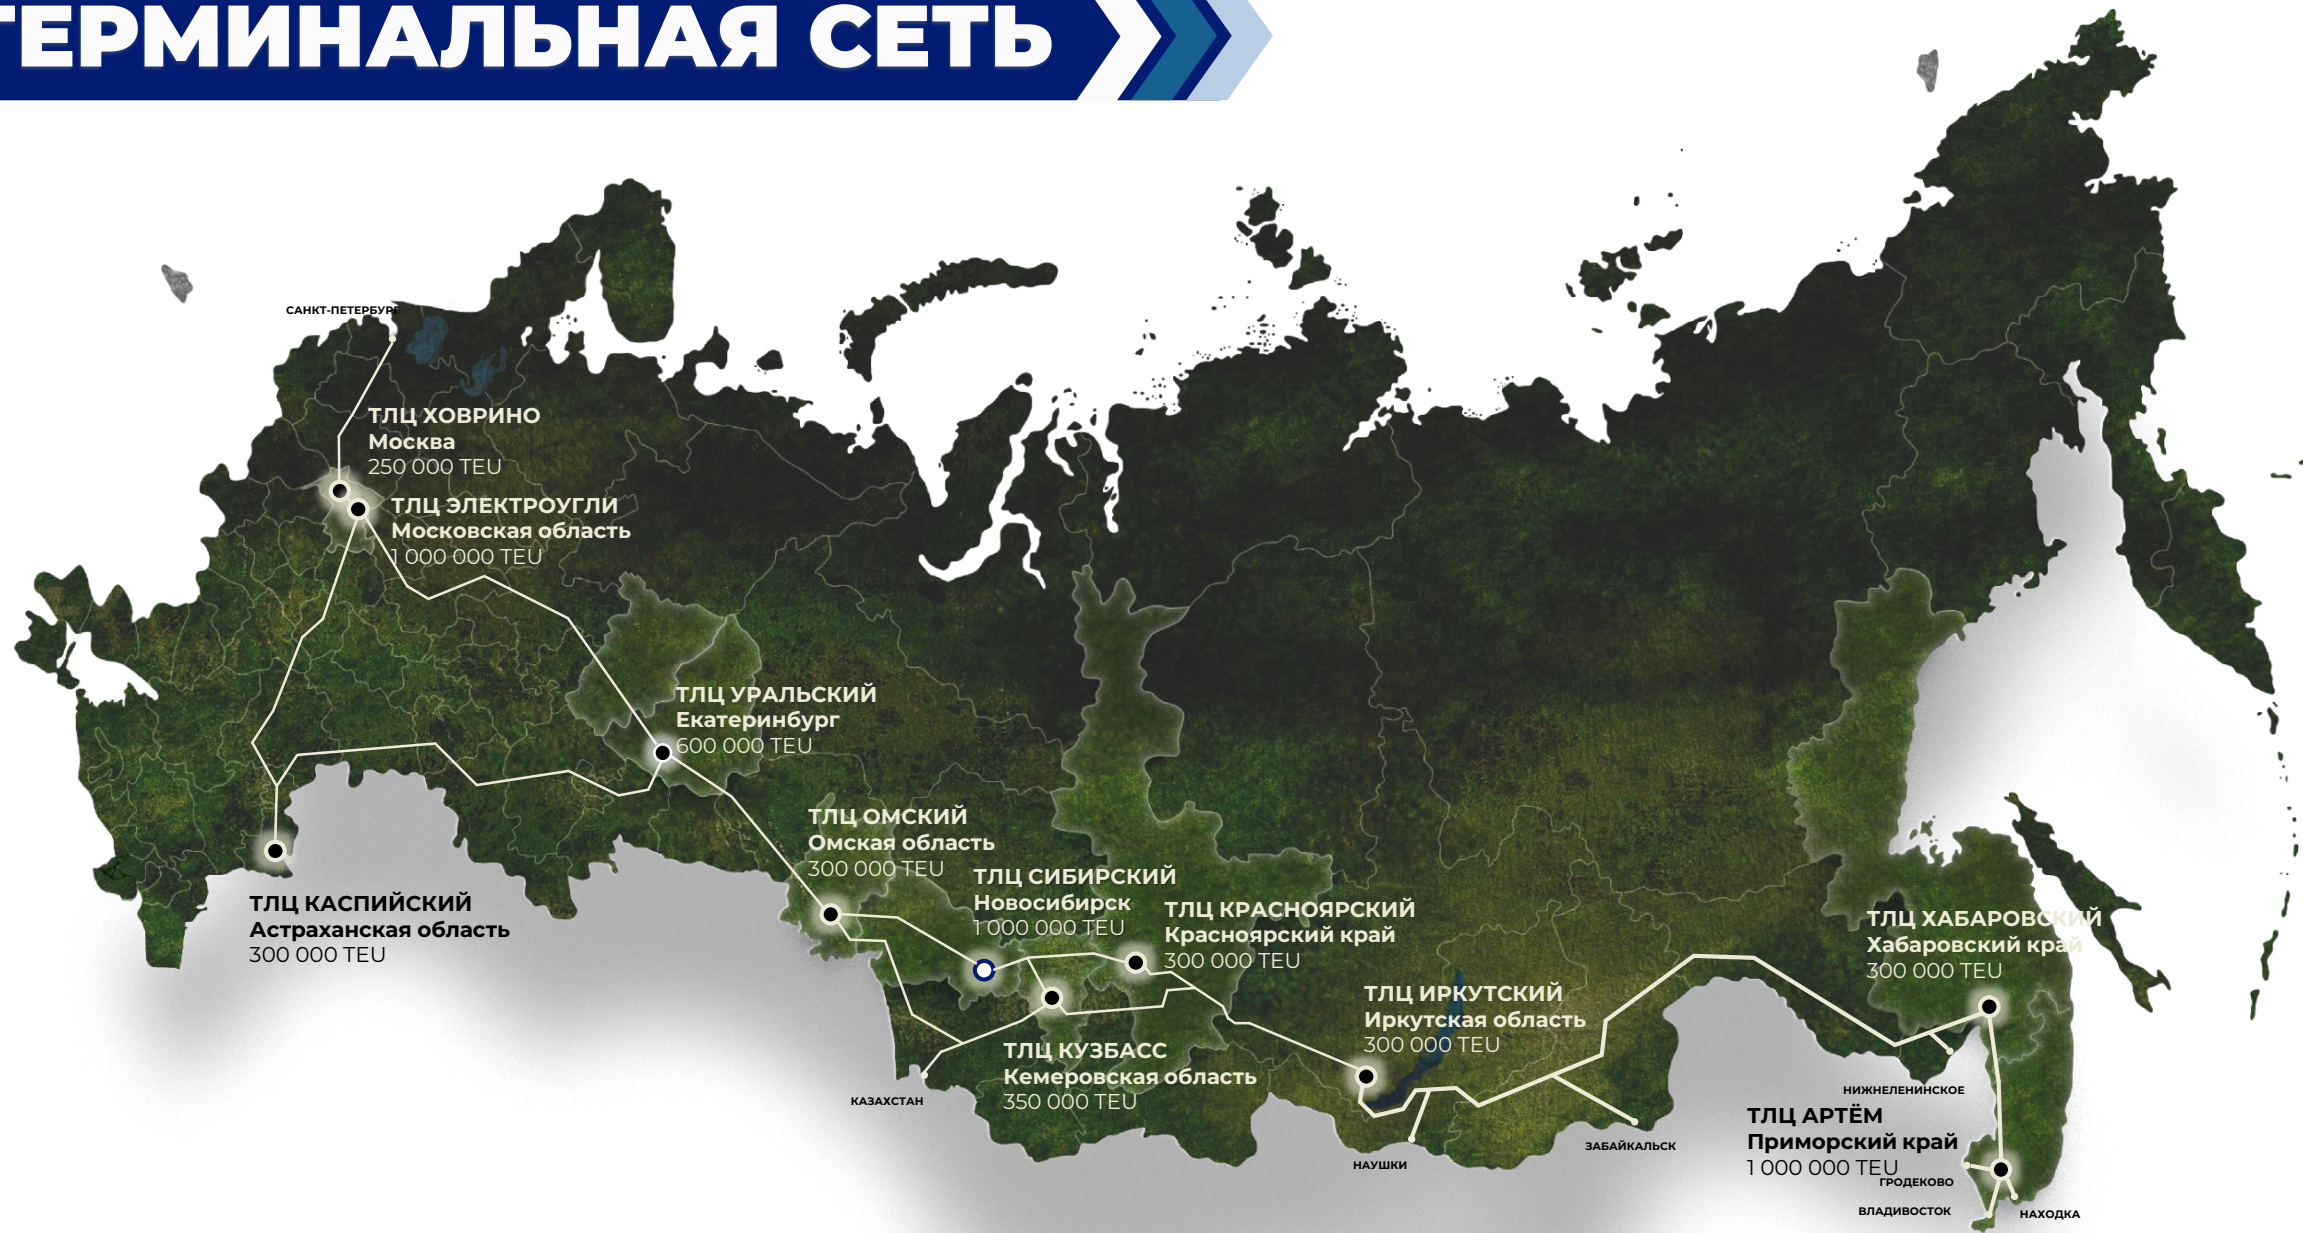 ТЕРМИНАЛЬНАЯ СЕТЬ
САНКТ-ПЕТЕРБУРГ
ТЛЦ ХОВРИНО
Москва
250 000 TEU
ТЛЦ ЭЛЕКТРОУГЛИ
Московская область
1 000 000 TEU
ТЛЦ УРАЛЬСКИЙ
Екатеринбург
600 000 TEU
ТЛЦ КАСПИЙСКИЙ
Астраханская область
300 000 TEU
ТЛЦ ОМСКИЙ
Омская область
300 000 TEU
ТЛЦ СИБИРСКИЙ
Новосибирск
1 000 000 TEU
ТЛЦ КРАСНОЯРСКИЙ
Красноярский край
300 000 TEU
ТЛЦ КУЗБАСС
Кемеровская область
350 000 TEU
КАЗАХСТАН
ТЛЦ ИРКУТСКИЙ
Иркутская область
300 000 TEU
НАУШКИ
ЗАБАЙКАЛЬСК
ТЛЦ ХАБАРОВСКИЙ
Хабаровский край
300 000 TEU
НИЖНЕЛЕНИНСКОЕ
ТЛЦ АРТЁМ
Приморский край
1 000 000 TEU
ГРОДЕКОВО
ВЛАДИВОСТОК
НАХОДКА